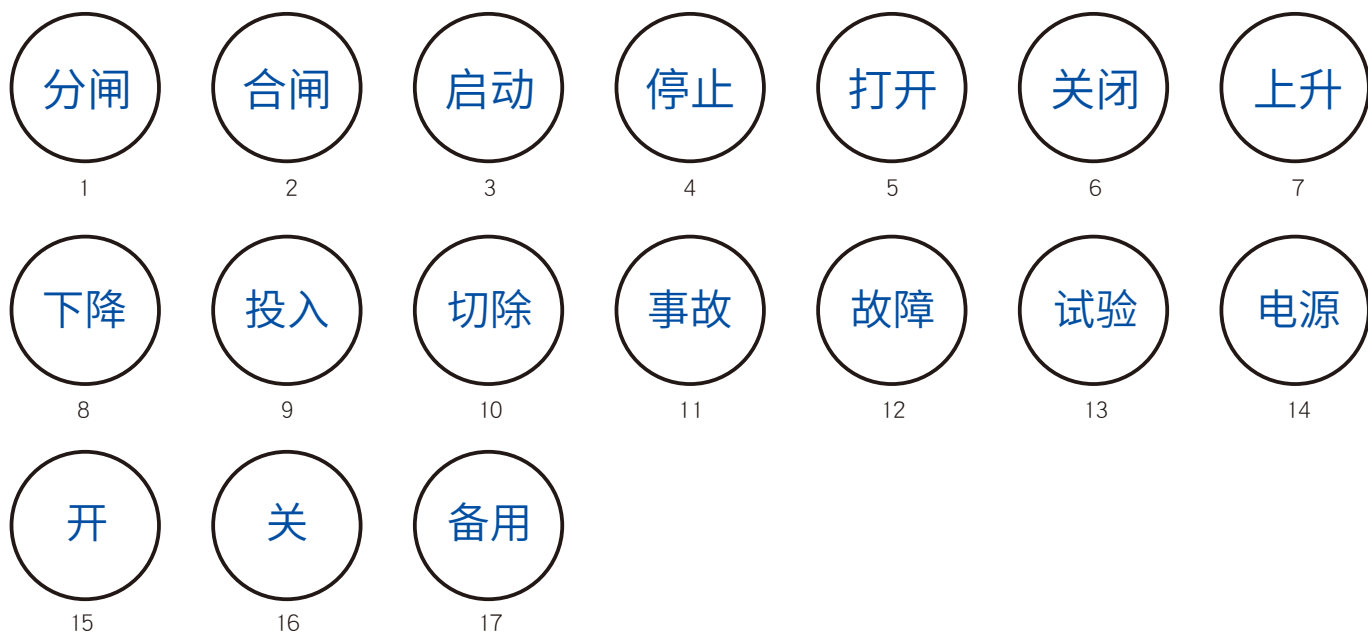 分闸 合闸 启动 停止 打开 关闭 上升
1 2 3 4 5 6 7
下降 投入 切除 事故 故障 试验 电源
8 9 10 11 12 13 14
开 关 备用
15 16 17